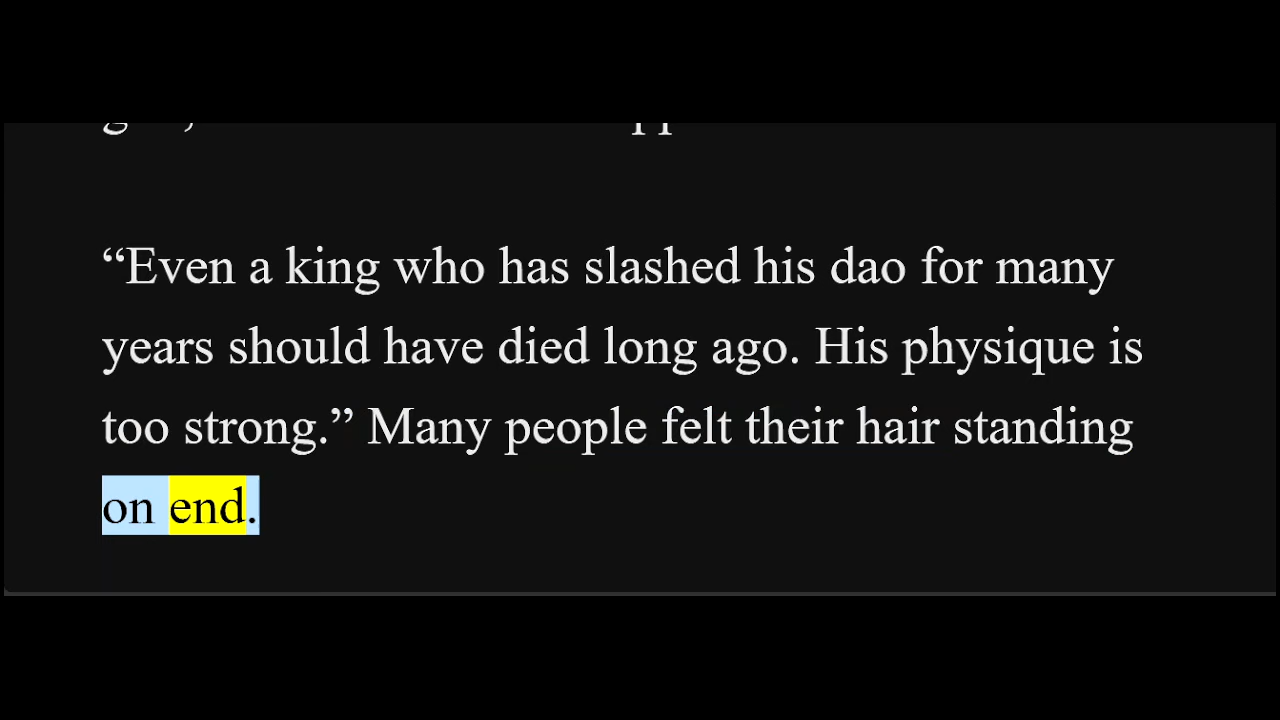 “Even a king who has slashed his dao for many
years should have died long ago. His physique is
too strong.” Many people felt their hair standing
on end.